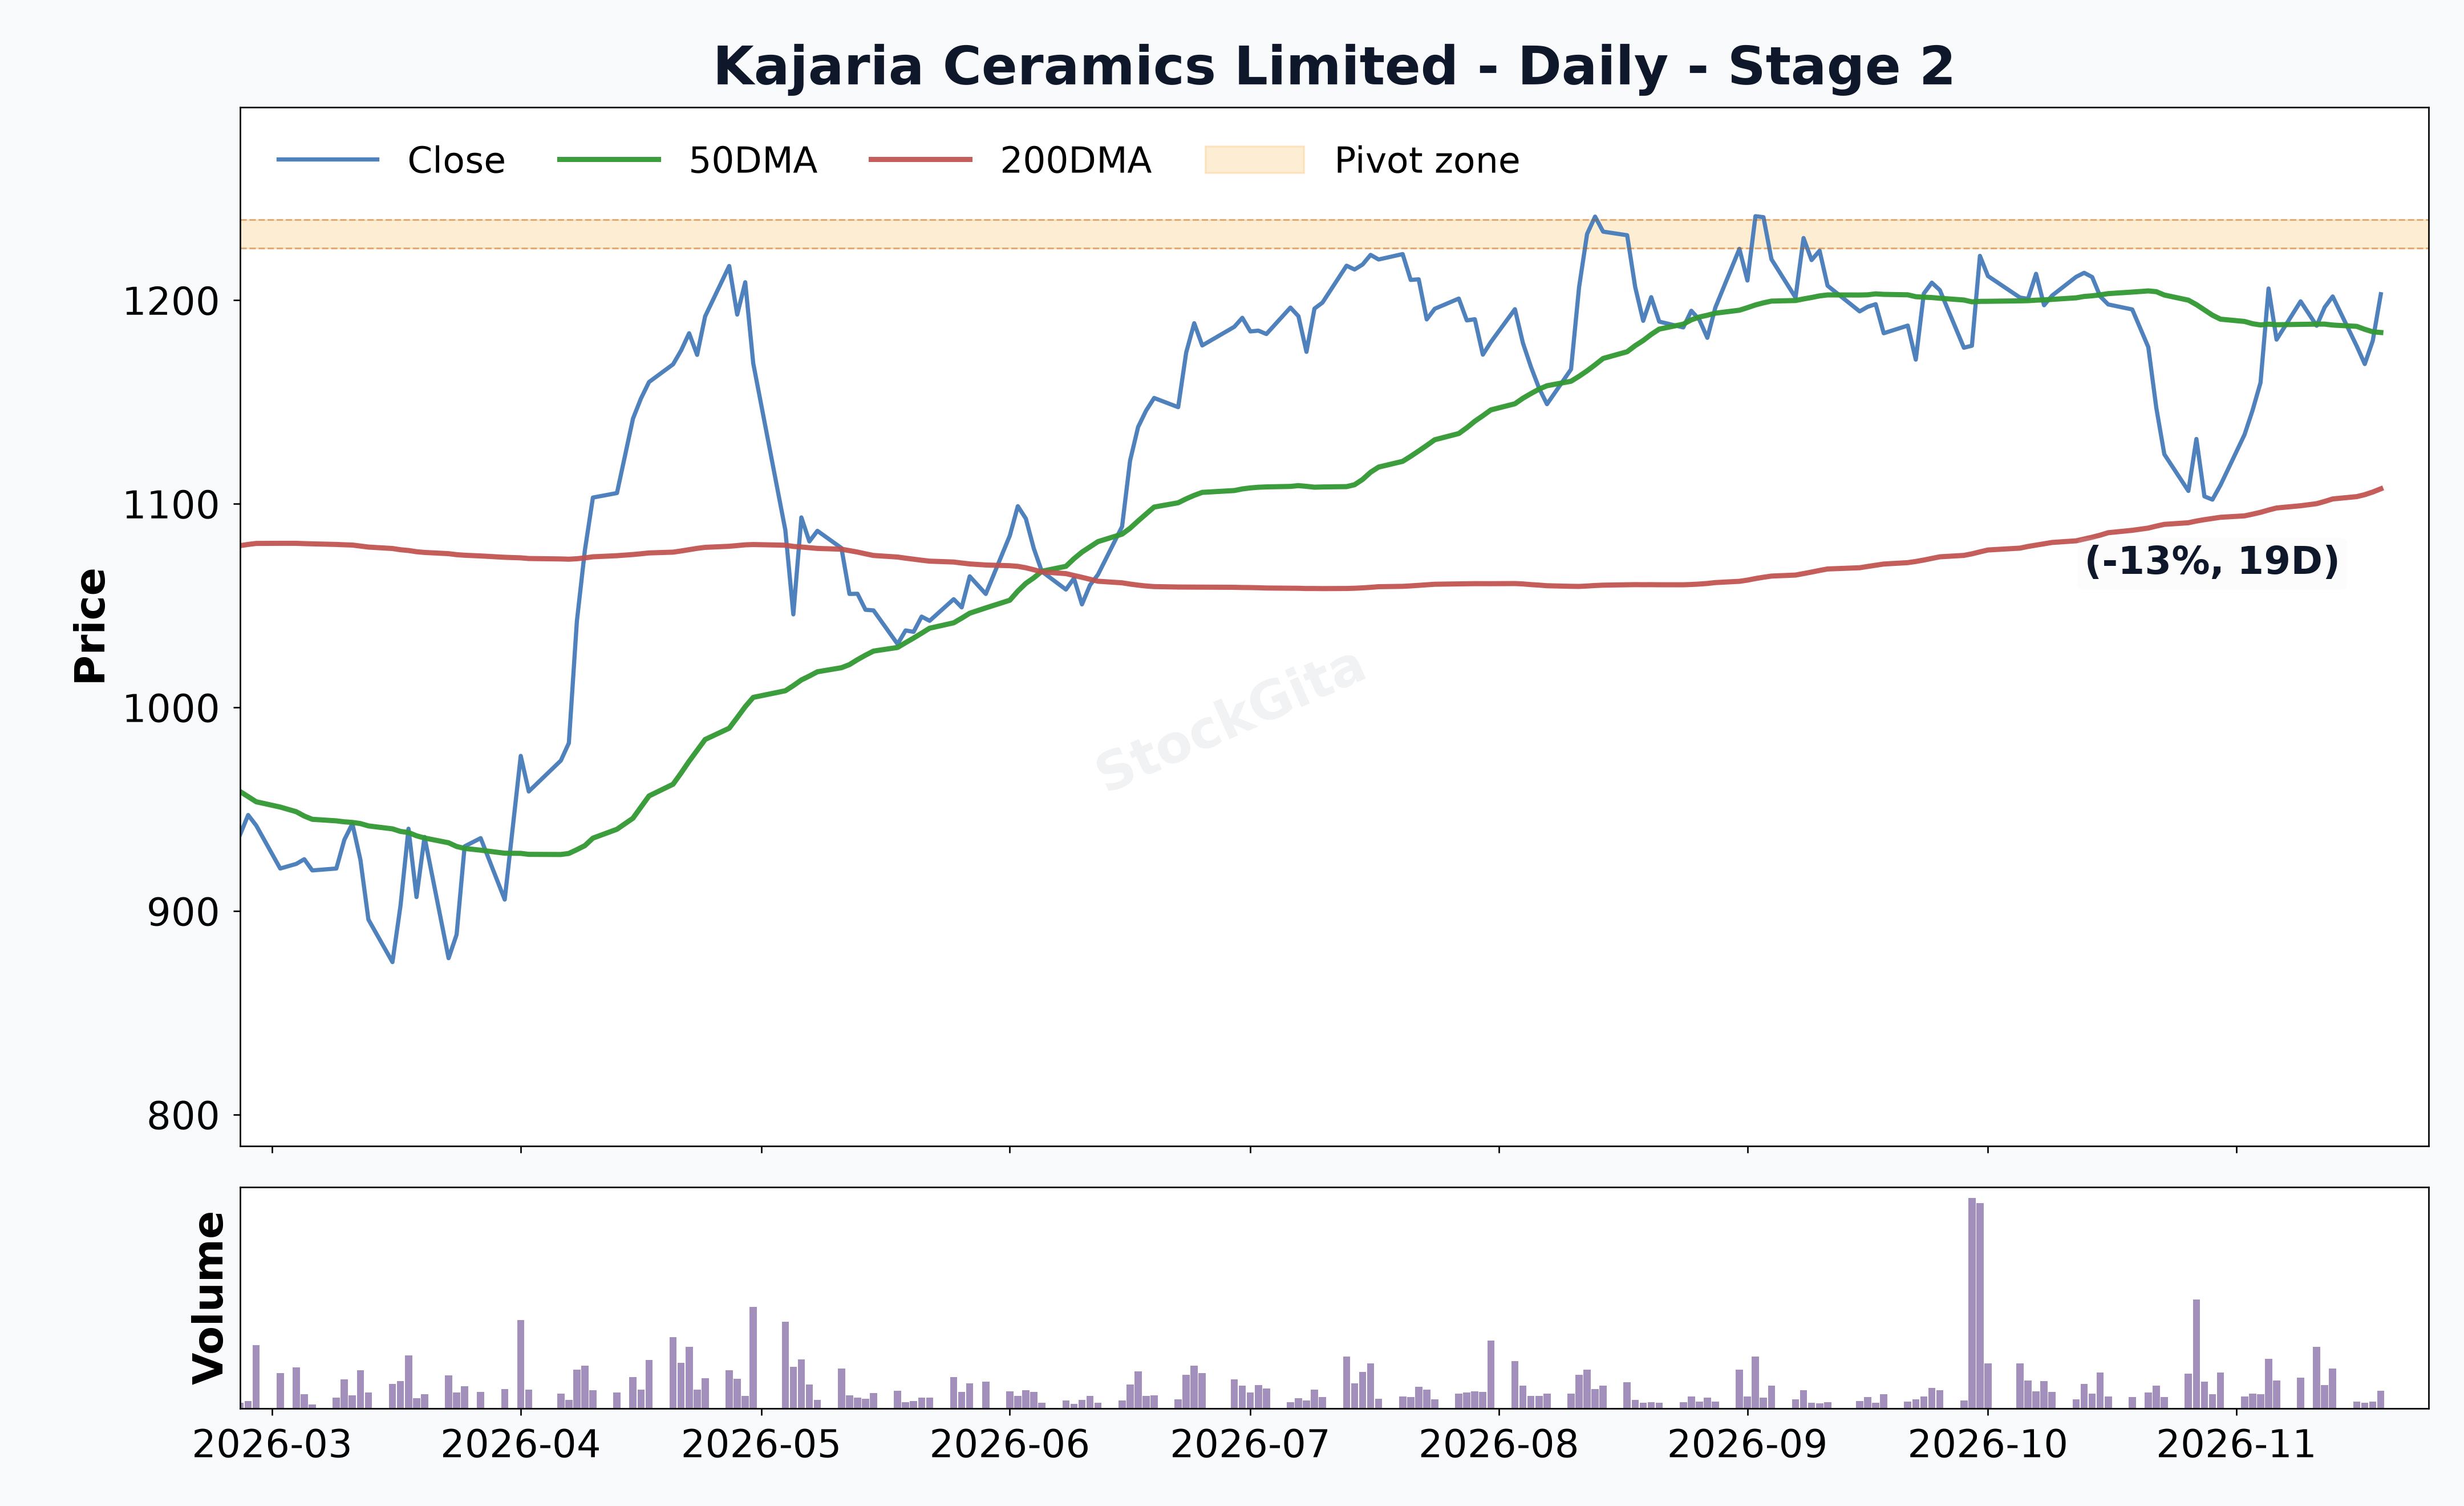 Kajaria Ceramics Limited - Daily - Stage 2
Close 50DMA 200DMA Pivot zone
1200
1100
1000
900
800
Price
(-13%, 19D)
StockGita
Volume
2026-03 2026-04 2026-05 2026-06 2026-07 2026-08 2026-09 2026-10 2026-11